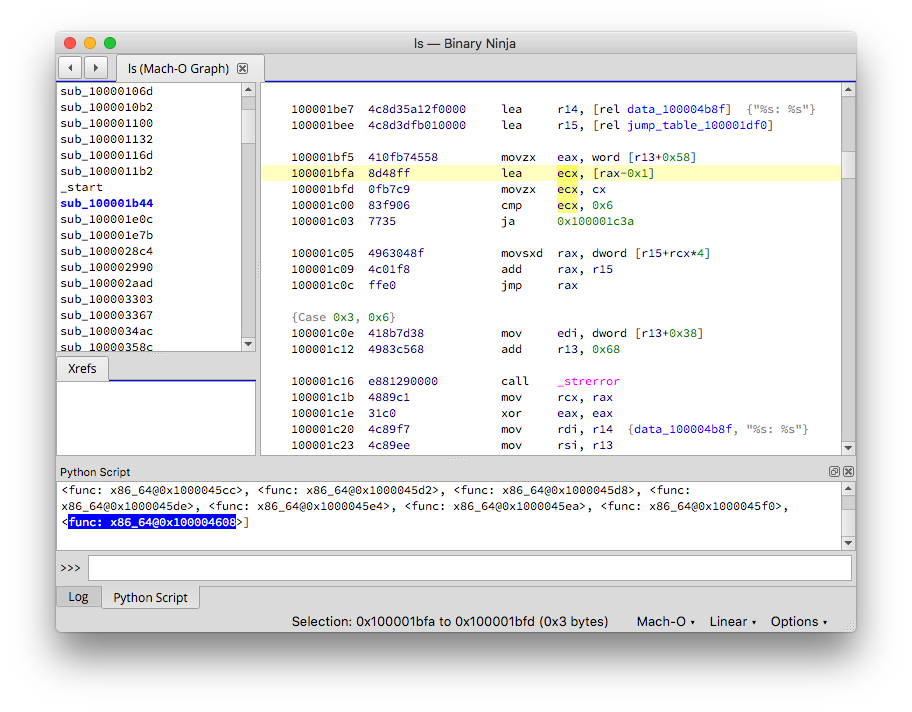 ls — Binary Ninja
ls (Mach-O Graph)
sub_10000106d
sub_1000010b2
sub_100001100
sub_100001132
sub_10000116d
sub_1000011b2
_start
sub_100001b44
sub_100001e0c
sub_100001e7b
sub_1000028c4
sub_100002990
sub_100002aad
sub_100003303
sub_100003367
sub_1000034ac
sub_10000358c
Xrefs
100001be7 4c8d35a12f0000 lea r14, [rel data_100004b8f] {"%s: %s"}
100001bee 4c8d3dfb010000 lea r15, [rel jump_table_100001df0]
100001bf5 410fb74558 movzx eax, word [r13+0x58]
100001bfa 8d48ff lea ecx, [rax-0x1]
100001bfd 0fb7c9 movzx ecx, cx
100001c00 83f906 cmp ecx, 0x6
100001c03 7735 ja 0x100001c3a
100001c05 4963048f movsxd rax, dword [r15+rcx*4]
100001c09 4c01f8 add rax, r15
100001c0c ffe0 jmp rax
{Case 0x3, 0x6}
100001c0e 418b7d38 mov edi, dword [r13+0x38]
100001c12 4983c568 add r13, 0x68
100001c16 e881290000 call _strerror
100001c1b 4889c1 mov rcx, rax
100001c1e 31c0 xor eax, eax
100001c20 4c89f7 mov rdi, r14 {data_100004b8f, "%s: %s"}
100001c23 4c89ee mov rsi, r13
Python Script
<func: x86_64@0x1000045cc>, <func: x86_64@0x1000045d2>, <func: x86_64@0x1000045d8>, <func:
x86_64@0x1000045de>, <func: x86_64@0x1000045e4>, <func: x86_64@0x1000045ea>, <func: x86_64@0x1000045f0>,
<func: x86_64@0x100004608>]
>>>
Log
Python Script
Selection: 0x100001bfa to 0x100001bfd (0x3 bytes) Mach-O Linear Options